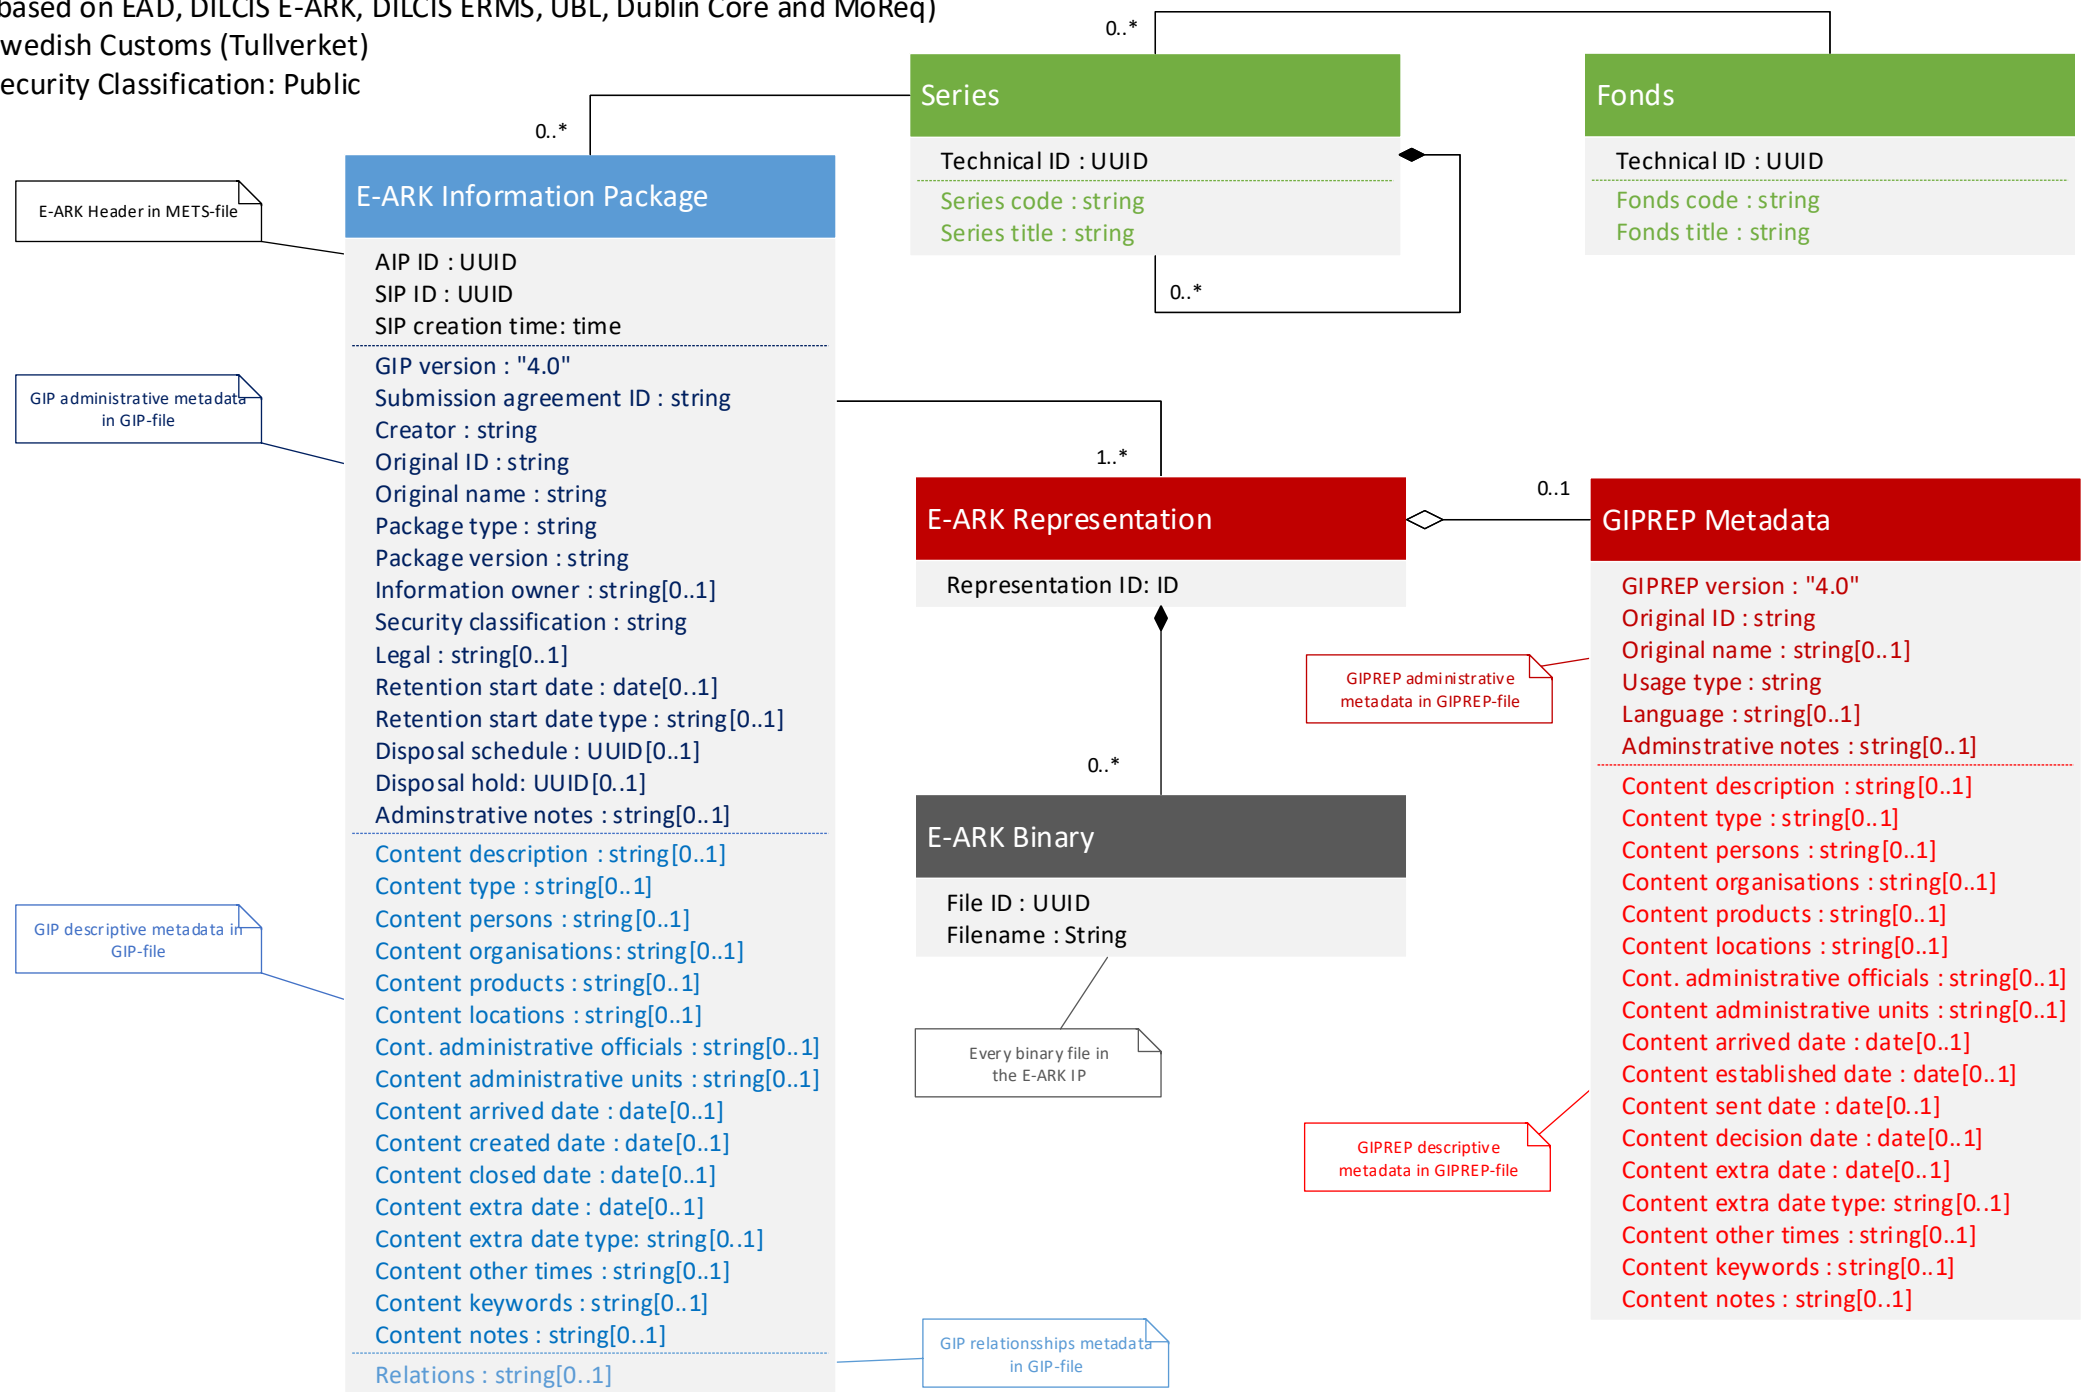 based on EAD, DILCIS E-ARK, DILCIS ERMS, UBL, Dublin Core and MoReq)
wedish Customs (Tullverket)
ecurity Classification: Public
0..*
0..*
Series
Technical ID : UUID
Series code : string
Series title : string
0..*
Fonds
Technical ID : UUID
Fonds code : string
Fonds title : string
E-ARK Header in METS-file
GIP administrative metadata
in GIP-file
GIP descriptive metadata in
GIP-file
E-ARK Information Package
AIP ID : UUID
SIP ID : UUID
SIP creation time: time
GIP version : "4.0"
Submission agreement ID : string
Creator : string
Original ID : string
Original name : string
Package type : string
Package version : string
Information owner : string[0..1]
Security classification : string
Legal : string[0..1]
Retention start date : date[0..1]
Retention start date type : string[0..1]
Disposal schedule : UUID[0..1]
Disposal hold: UUID[0..1]
Adminstrative notes : string[0..1]
Content description : string[0..1]
Content type : string[0..1]
Content persons : string[0..1]
Content organisations: string[0..1]
Content products : string[0..1]
Content locations : string[0..1]
Cont. administrative officials : string[0..1]
Content administrative units : string[0..1]
Content arrived date : date[0..1]
Content created date : date[0..1]
Content closed date : date[0..1]
Content extra date : date[0..1]
Content extra date type: string[0..1]
Content other times : string[0..1]
Content keywords : string[0..1]
Content notes : string[0..1]
Relations : string[0..1]
GIP relationsships metadata
in GIP-file
1..*
E-ARK Representation
Representation ID: ID
0..*
E-ARK Binary
File ID : UUID
Filename : String
Every binary file in
the E-ARK IP
0..1
GIPREP Metadata
GIPREP version : "4.0"
Original ID : string
Original name : string[0..1]
Usage type : string
Language : string[0..1]
Adminstrative notes : string[0..1]
Content description : string[0..1]
Content type : string[0..1]
Content persons : string[0..1]
Content organisations : string[0..1]
Content products : string[0..1]
Content locations : string[0..1]
Cont. administrative officials : string[0..1]
Content administrative units : string[0..1]
Content arrived date : date[0..1]
Content established date : date[0..1]
Content sent date : date[0..1]
Content decision date : date[0..1]
Content extra date : date[0..1]
Content extra date type: string[0..1]
Content other times : string[0..1]
Content keywords : string[0..1]
Content notes : string[0..1]
GIPREP administrative
metadata in GIPREP-file
GIPREP descriptive
metadata in GIPREP-file